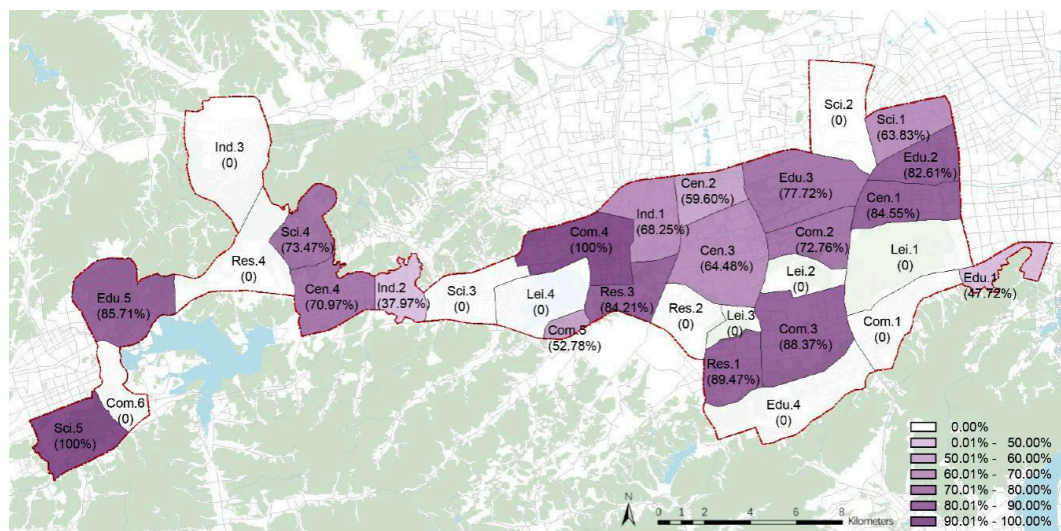 Sci.2
(0)
Sci.1
(63.83%)
Edu.2
(82.61%)
Ind.3
(0)
Edu.3
(77.72%)
Cen.2
(59.60%)
Cen.1
(84.55%)
Ind.1
(68.25%)
Com.4
(100%)
Com.2
(72.76%)
Sci.4
(73.47%)
Cen.3
(64.48%)
Lei.1
(0)
Res.4
(0)
Lei.2
(0)
Edu.1
(47.72%)
Cen.4
(70.97%)
Ind.2
(37.97%)
Sci.3
(0)
Lei.4
(0)
Res.3
(84.21%)
Edu.5
(85.71%)
Res.2
(0)
Lei.3
(0)
Com.1
(0)
Com.5
(52.78%)
Com.3
(88.37%)
Res.1
(89.47%)
Com.6
(0)
Edu.4
(0)
Sci.5
(100%)
0.00%
0.01% - 50.00%
50.01% - 60.00%
60.01% - 70.00%
70.01% - 80.00%
80.01% - 90.00%
90.01% - 100.00%
N
0 1 2 4 6 8
Kilometers